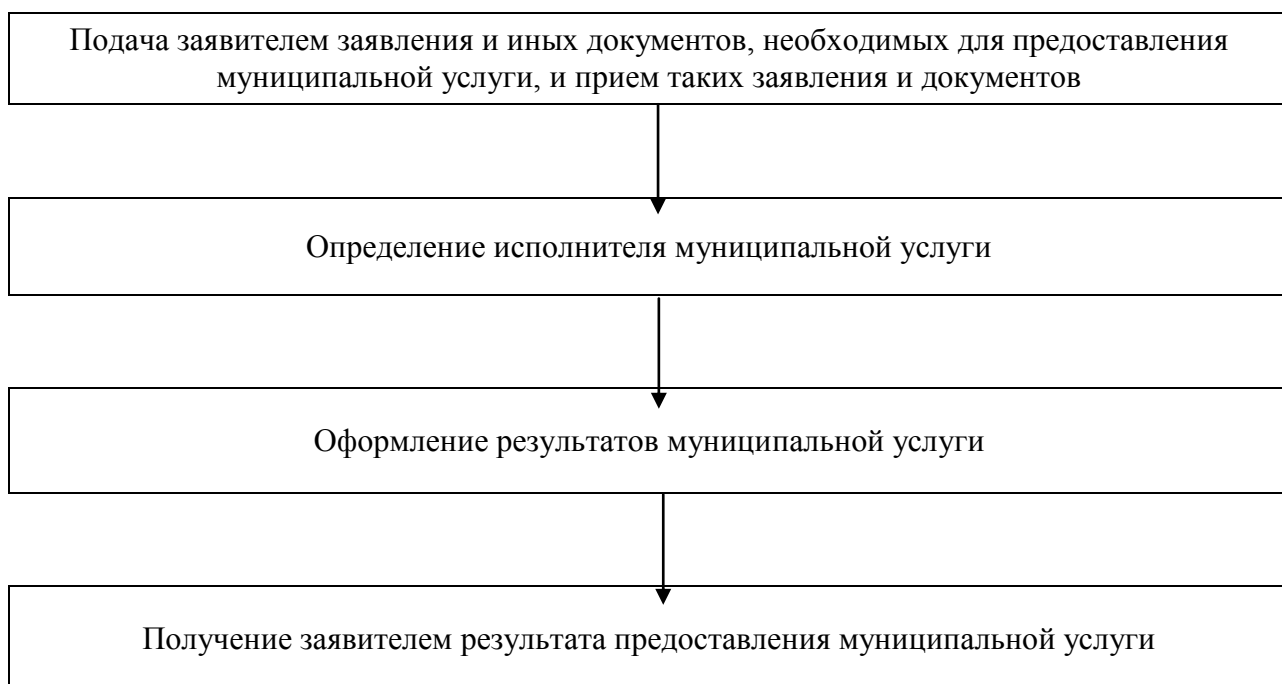 Подача заявителем заявления и иных документов, необходимых для предоставления
муниципальной услуги, и прием таких заявления и документов
Определение исполнителя муниципальной услуги
Оформление результатов муниципальной услуги
Получение заявителем результата предоставления муниципальной услуги